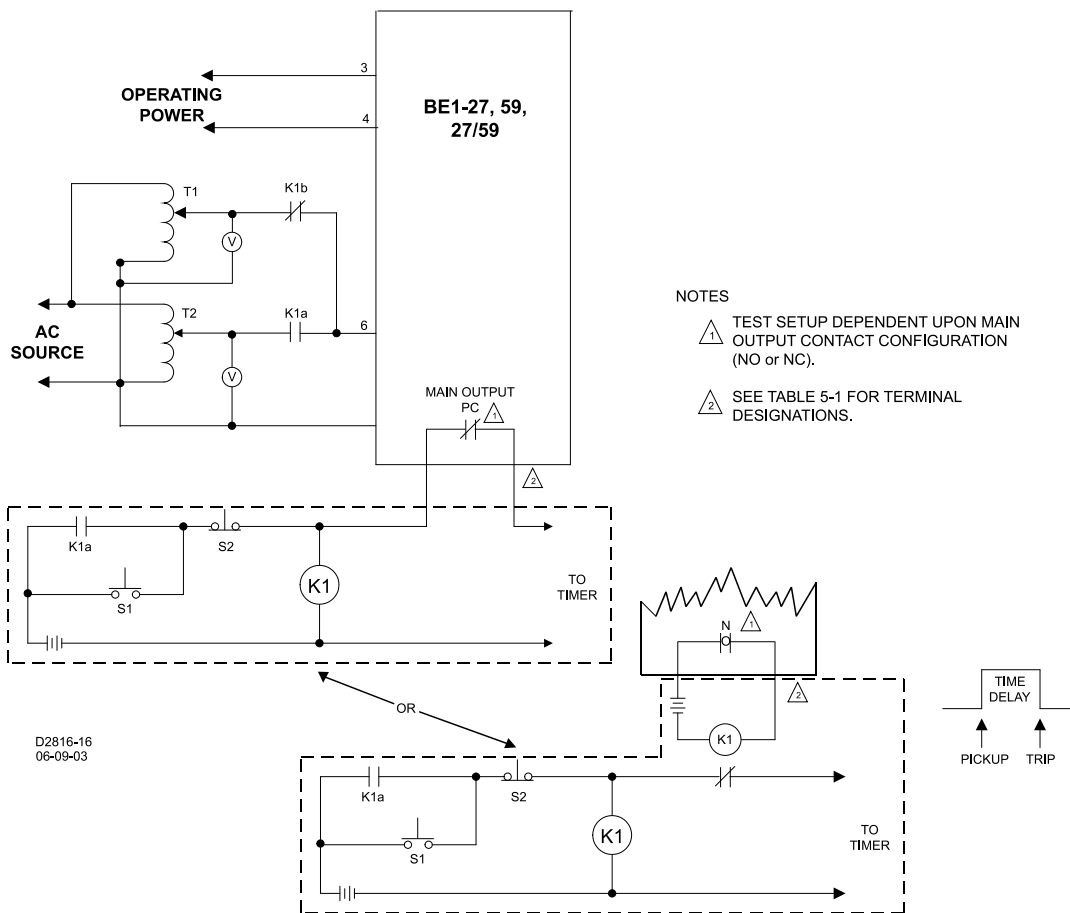 3
OPERATING
POWER
4
BE1-27, 59,
27/59
T1
K1b
V
T2
K1a
6
AC
SOURCE
V
MAIN OUTPUT
PC
1
2
NOTES
1
TEST SETUP DEPENDENT UPON MAIN
OUTPUT CONTACT CONFIGURATION
(NO or NC).
2
SEE TABLE 5-1 FOR TERMINAL
DESIGNATIONS.
K1a
S2
S1
K1
TO
TIMER
OR
N
1
2
K1
TIME
DELAY
PICKUP
TRIP
D2816-16
06-09-03
K1a
S2
S1
K1
TO
TIMER